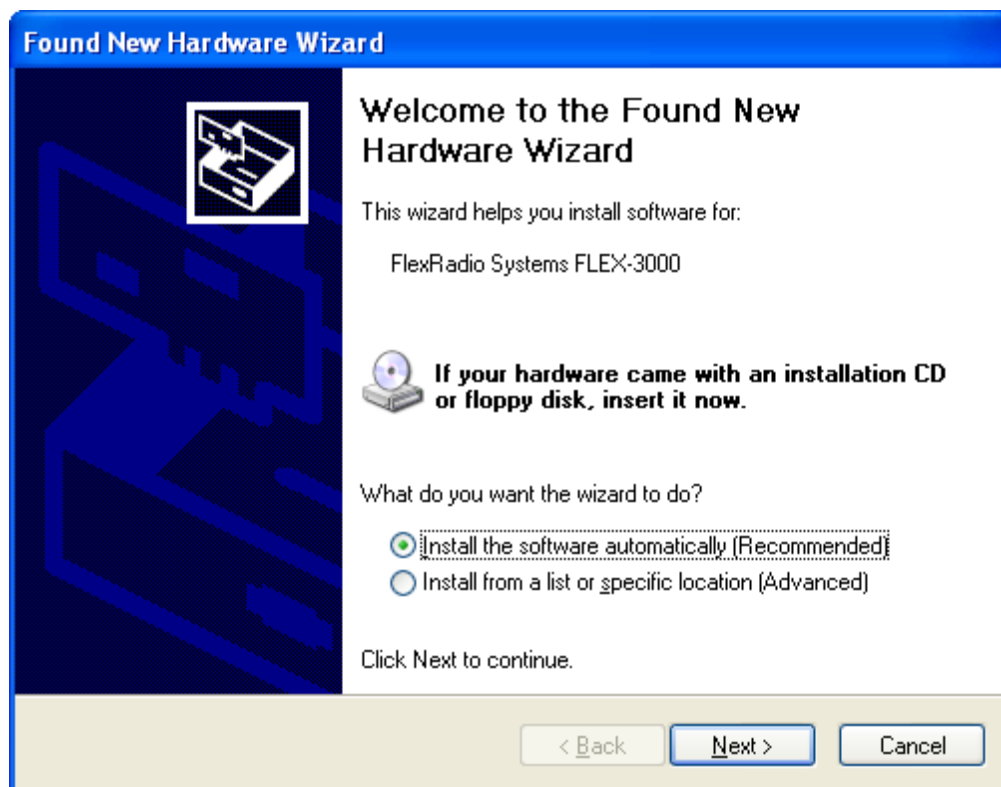 Found New Hardware Wizard
Welcome to the Found New
Hardware Wizard
This wizard helps you install software for:
FlexRadio Systems FLEX-3000
If your hardware came with an installation CD
or floppy disk, insert it now.
What do you want the wizard to do?
Install the software automatically (Recommended)
Install from a list or specific location (Advanced)
Click Next to continue.
< Back Next > Cancel